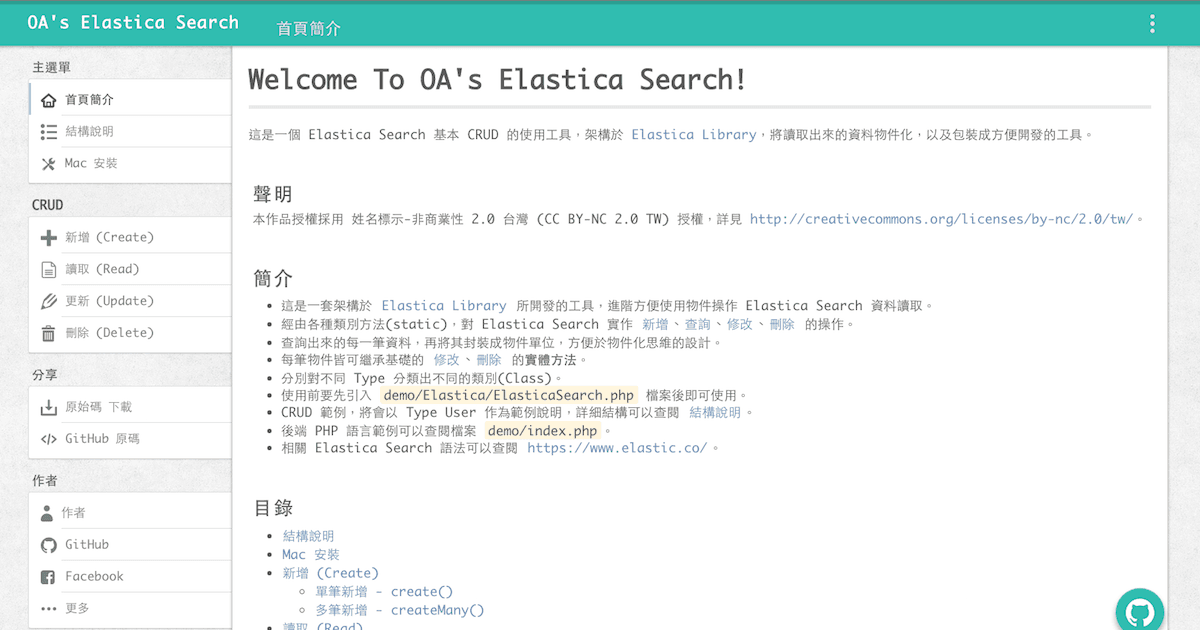 OA's Elastica Search
首頁簡介
主選單
首頁簡介
結構說明
Mac 安裝
CRUD
新增 (Create)
讀取 (Read)
更新 (Update)
刪除 (Delete)
分享
原始碼 下載
GitHub 原碼
作者
作者
GitHub
Facebook
更多
Welcome To OA's Elastica Search!
這是一個 Elastica Search 基本 CRUD 的使用工具，架構於 Elastica Library，將讀取出來的資料物件化，以及包裝成方便開發的工具。
聲明
本作品授權採用 姓名標示-非商業性 2.0 台灣 (CC BY-NC 2.0 TW) 授權，詳見 http://creativecommons.org/licenses/by-nc/2.0/tw/。
簡介
這是一套架構於 Elastica Library 所開發的工具，進階方便使用物件操作 Elastica Search 資料讀取。
經由各種類別方法(static)，對 Elastica Search 實作 新增、查詢、修改、刪除 的操作。
查詢出來的每一筆資料，再將其封裝成物件單位，方便於物件化思維的設計。
每筆物件皆可繼承基礎的 修改、刪除 的實體方法。
分別對不同 Type 分類出不同的類別(Class)。
使用前要先引入 demo/Elastica/ElasticaSearch.php 檔案後即可使用。
CRUD 範例，將會以 Type User 作為範例說明，詳細結構可以查閱 結構說明。
後端 PHP 語言範例可以查閱檔案 demo/index.php。
相關 Elastica Search 語法可以查閱 https://www.elastic.co/。
目錄
結構說明
Mac 安裝
新增 (Create)
單筆新增 - create()
多筆新增 - createMany()
讀取 (Read)